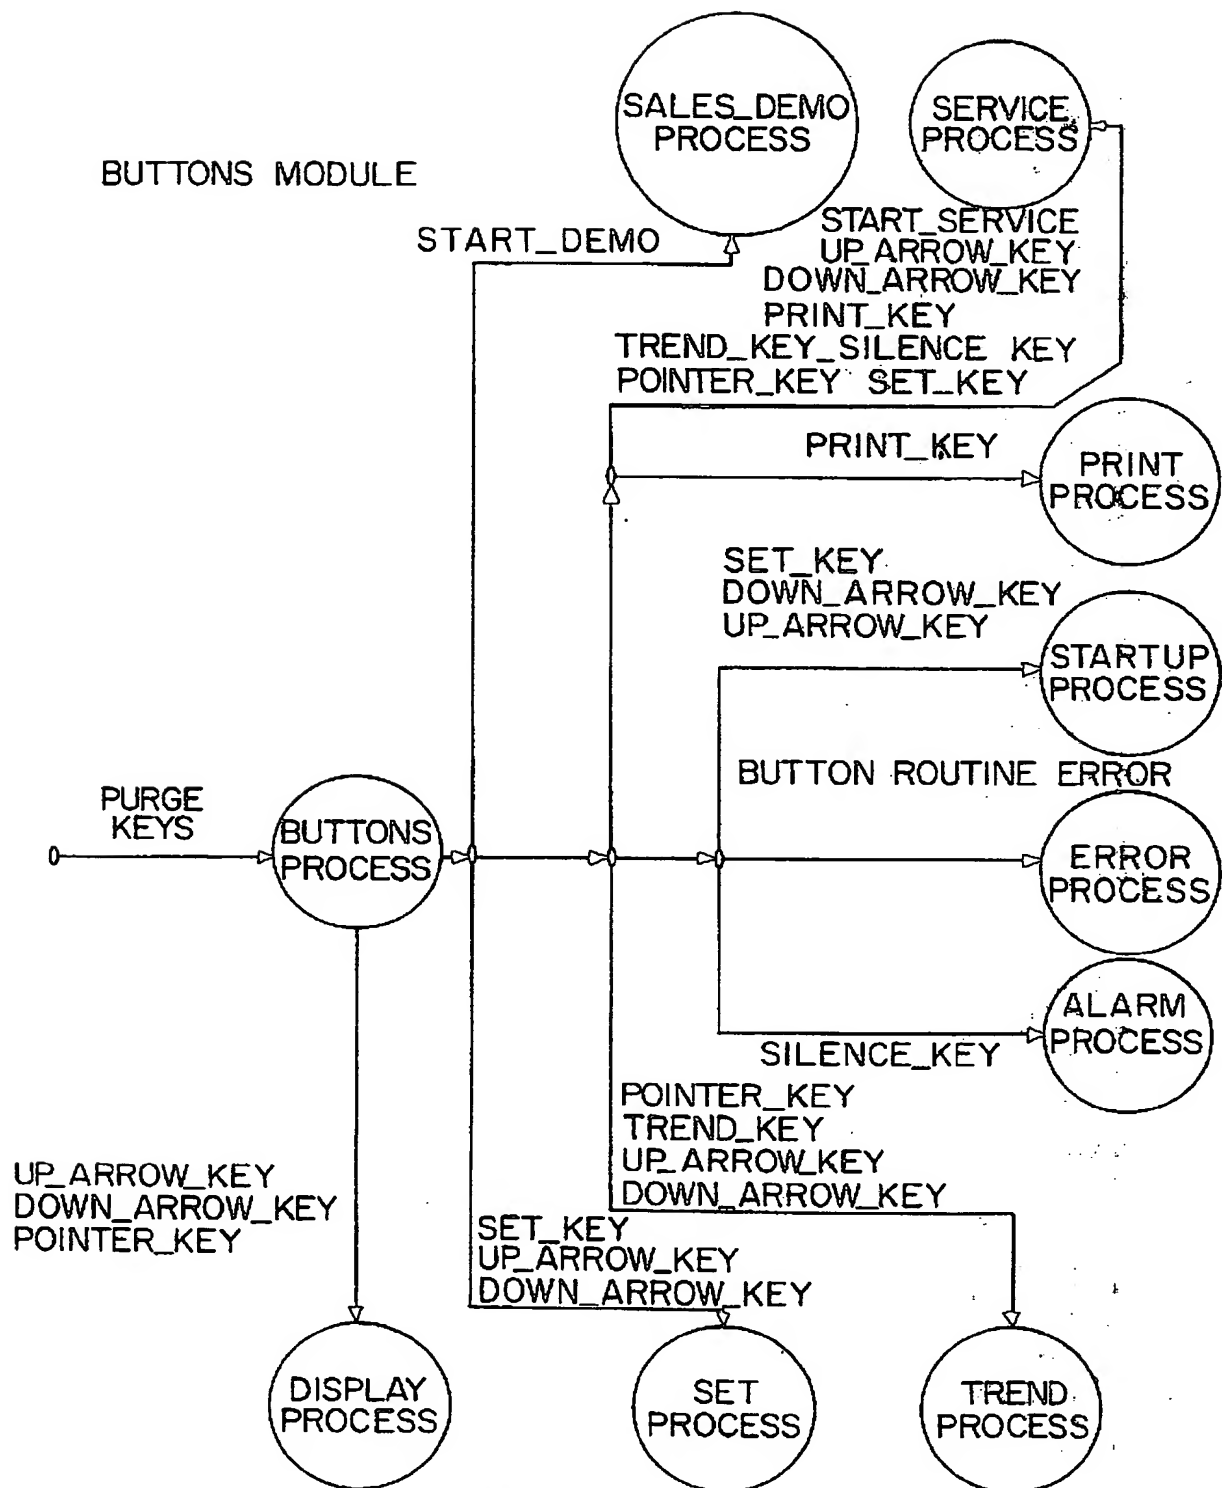 SALES_DEMO
PROCESS
SERVICE
PROCESS
BUTTONS MODULE
START_DEMO
START_SERVICE
UP_ARROW_KEY
DOWN_ARROW_KEY
PRINT_KEY
TREND_KEY_SILENCE KEY
POINTER_KEY SET_KEY
PRINT_KEY
PRINT
PROCESS
SET_KEY
DOWN_ARROW_KEY
UP_ARROW_KEY
STARTUP
PROCESS
BUTTON ROUTINE ERROR
PURGE
KEYS
BUTTONS
PROCESS
ERROR
PROCESS
ALARM
PROCESS
SILENCE_KEY
POINTER_KEY
TREND_KEY
UP_ARROW_KEY
DOWN_ARROW_KEY
UP_ARROW_KEY
DOWN_ARROW_KEY
POINTER_KEY
SET_KEY
UP_ARROW_KEY
DOWN_ARROW_KEY
DISPLAY
PROCESS
SET
PROCESS
TREND
PROCESS